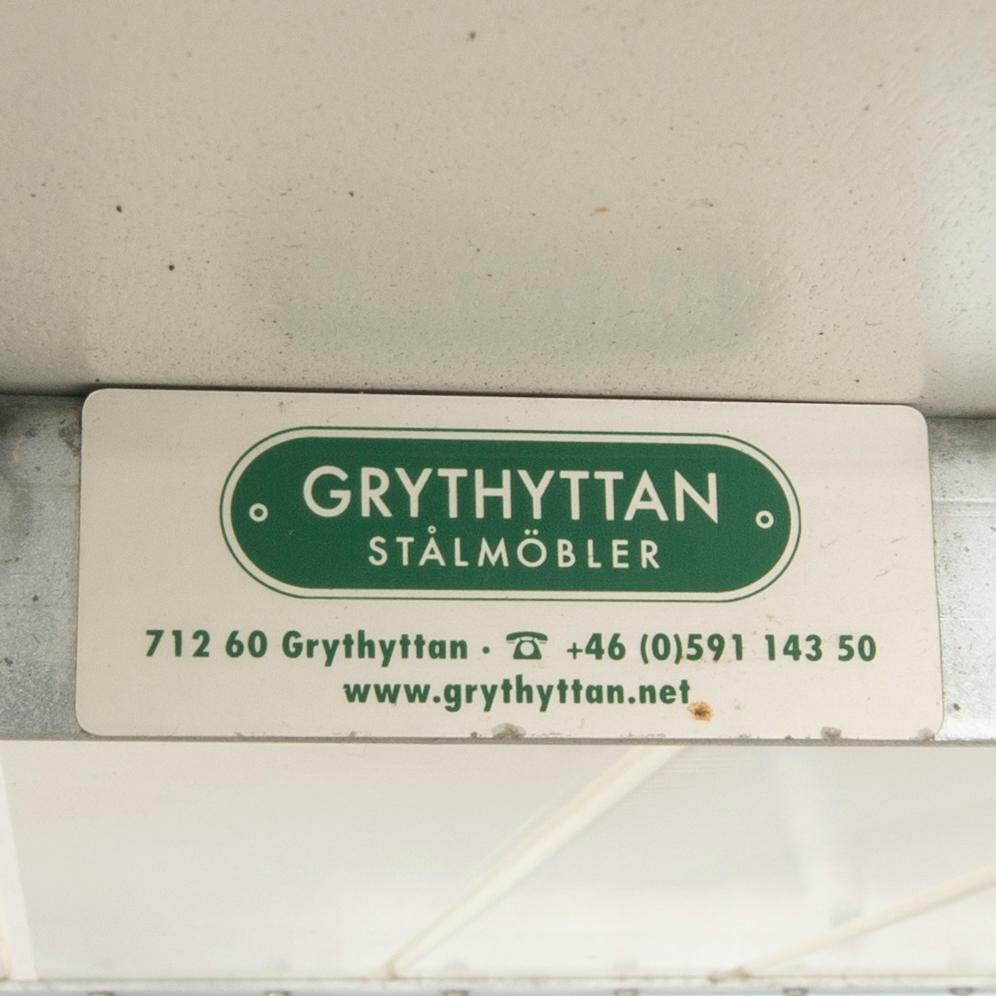 GRYTHYTTAN
STÅLMÖBLER
712 60 Grythyttan · ☎ +46 (0)591 143 50
www.grythyttan.net